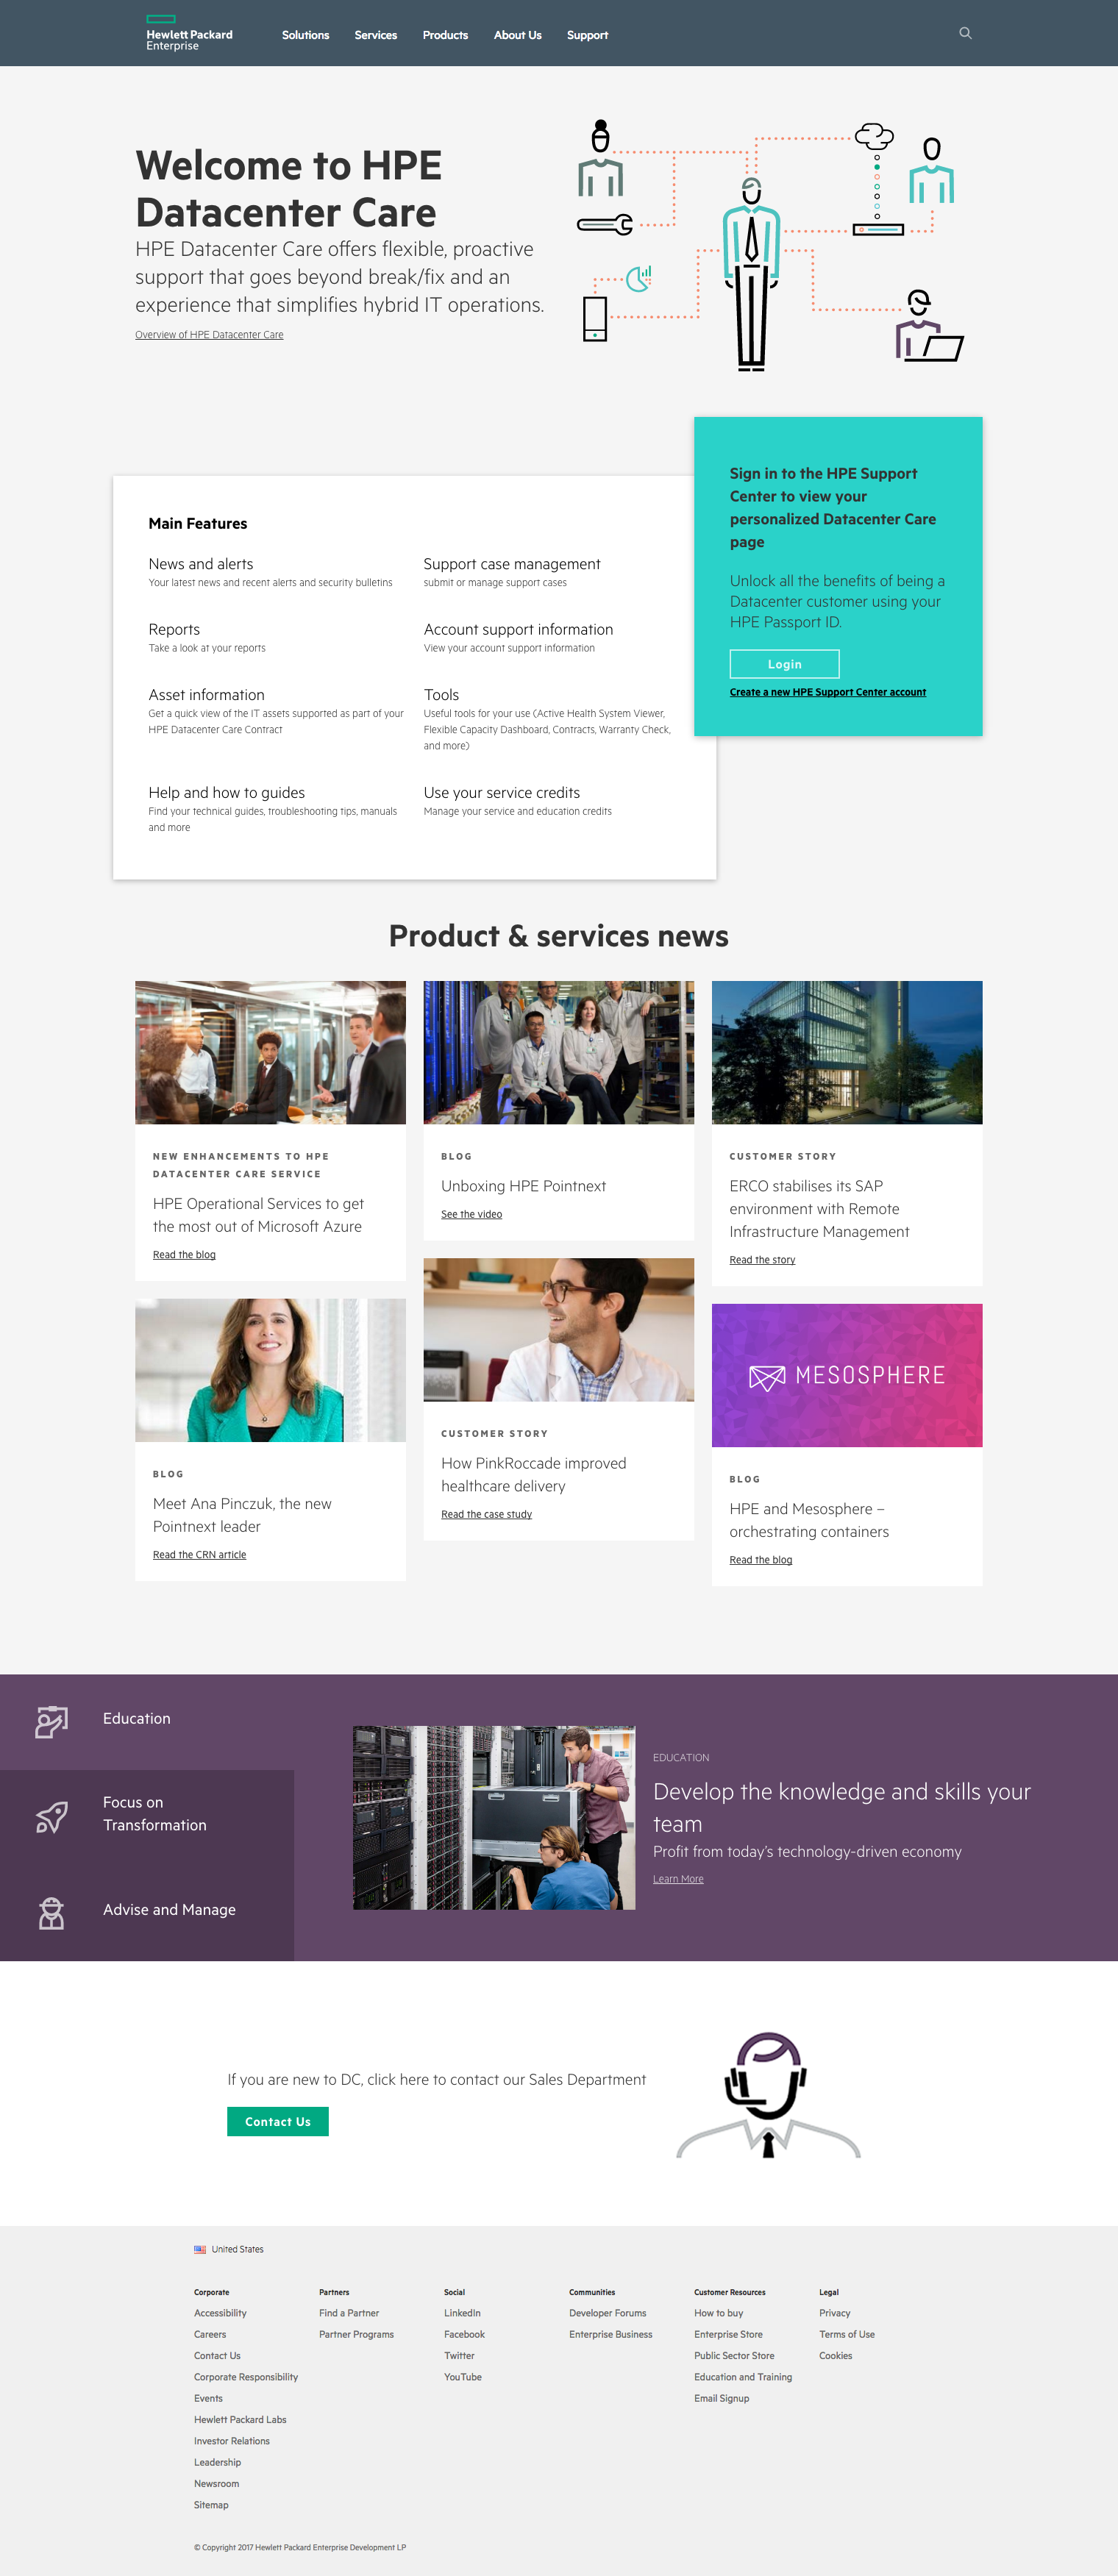 Hewlett Packard
Enterprise
Solutions
Services
Products
About Us
Support
Welcome to HPE
Datacenter Care
HPE Datacenter Care offers flexible, proactive
support that goes beyond break/fix and an
experience that simplifies hybrid IT operations.
Overview of HPE Datacenter Care
Sign in to the HPE Support
Center to view your
personalized Datacenter Care
page
Unlock all the benefits of being a
Datacenter customer using your
HPE Passport ID.
Login
Create a new HPE Support Center account
Main Features
News and alerts
Your latest news and recent alerts and security bulletins
Support case management
submit or manage support cases
Reports
Take a look at your reports
Account support information
View your account support information
Asset information
Get a quick view of the IT assets supported as part of your
HPE Datacenter Care Contract
Tools
Useful tools for your use (Active Health System Viewer,
Flexible Capacity Dashboard, Contracts, Warranty Check,
and more)
Help and how to guides
Find your technical guides, troubleshooting tips, manuals
and more
Use your service credits
Manage your service and education credits
Product & services news
NEW ENHANCEMENTS TO HPE
DATACENTER CARE SERVICE
HPE Operational Services to get
the most out of Microsoft Azure
Read the blog
BLOG
Unboxing HPE Pointnext
See the video
CUSTOMER STORY
ERCO stabilises its SAP
environment with Remote
Infrastructure Management
Read the story
BLOG
Meet Ana Pinczuk, the new
Pointnext leader
Read the CRN article
CUSTOMER STORY
How PinkRoccade improved
healthcare delivery
Read the case study
MESOSPHERE
BLOG
HPE and Mesosphere –
orchestrating containers
Read the blog
Education
Focus on
Transformation
Advise and Manage
EDUCATION
Develop the knowledge and skills your
team
Profit from today's technology-driven economy
Learn More
If you are new to DC, click here to contact our Sales Department
Contact Us
United States
Corporate
Accessibility
Careers
Contact Us
Corporate Responsibility
Events
Hewlett Packard Labs
Investor Relations
Leadership
Newsroom
Sitemap
Partners
Find a Partner
Partner Programs
Social
LinkedIn
Facebook
Twitter
YouTube
Communities
Developer Forums
Enterprise Business
Customer Resources
How to buy
Enterprise Store
Public Sector Store
Education and Training
Email Signup
Legal
Privacy
Terms of Use
Cookies
© Copyright 2017 Hewlett Packard Enterprise Development LP